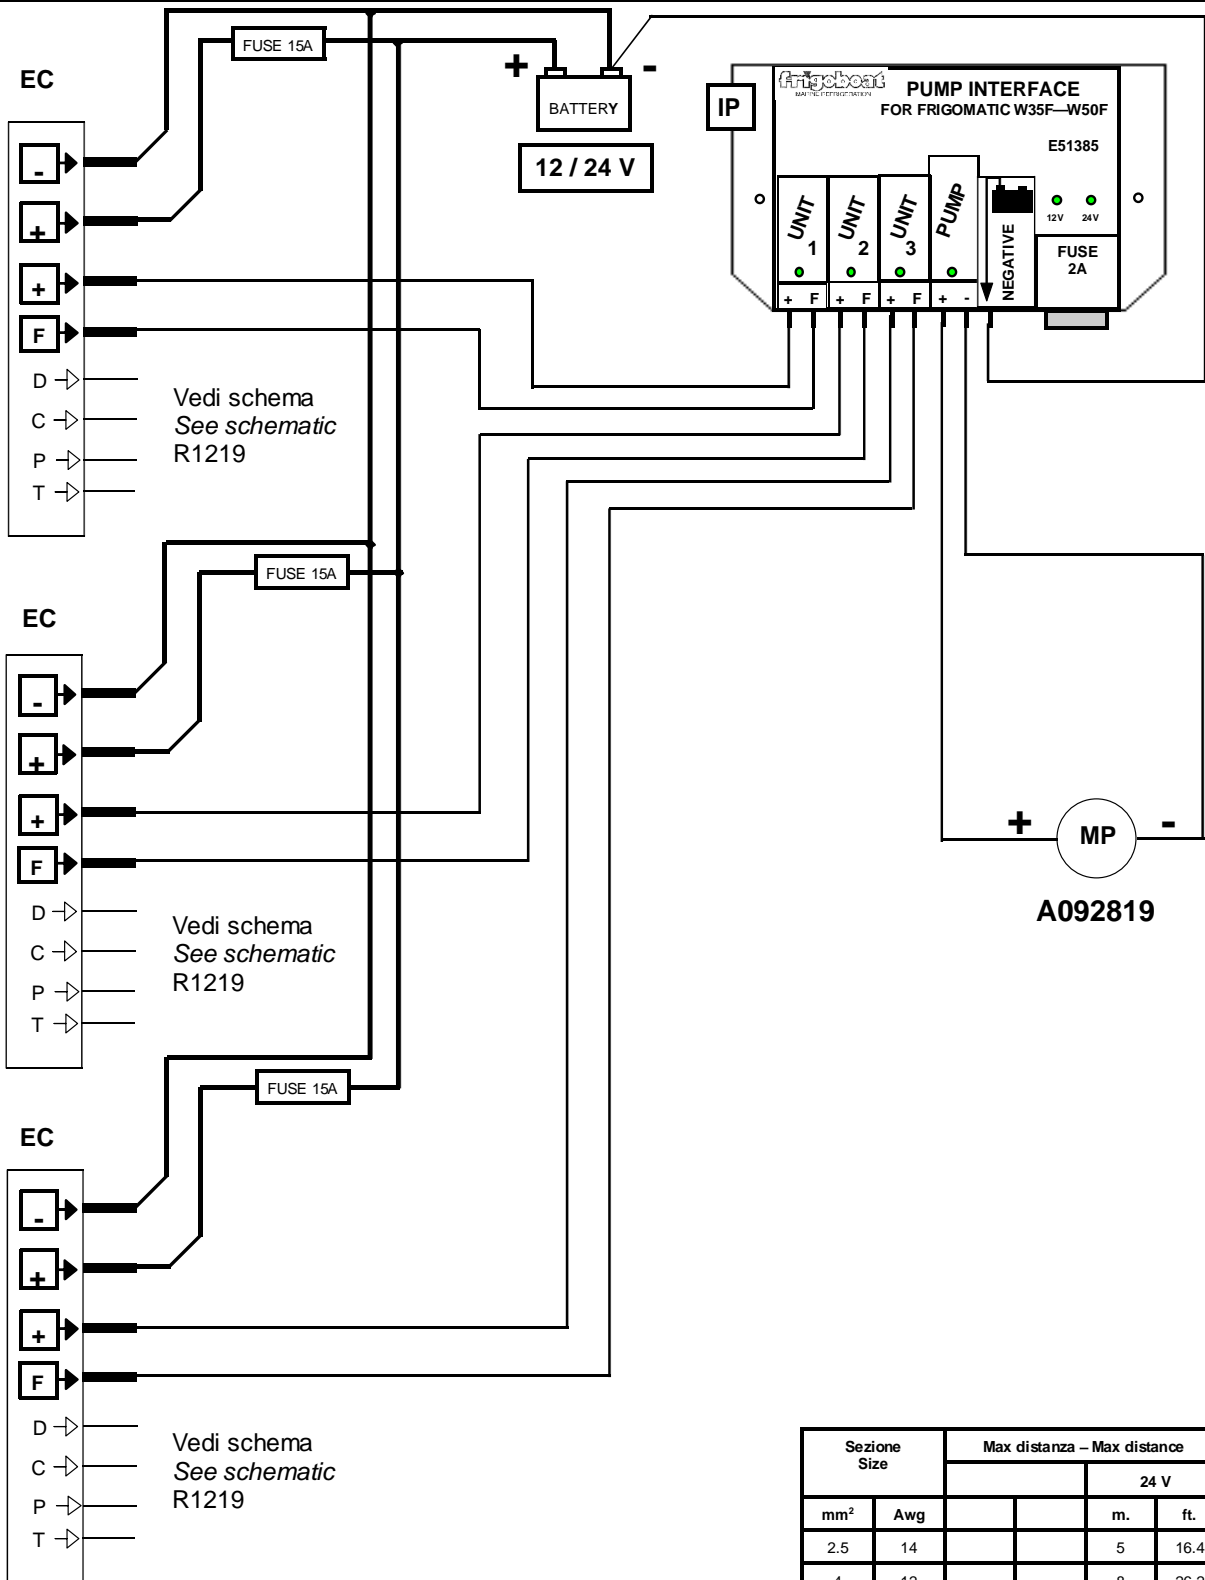 FUSE 15A
EC
+
-
BATTERY
12 / 24 V
IP
frigoboat
MARINE REFRIGERATION
PUMP INTERFACE
FOR FRIGOMATIC W35F—W50F
E51385
UNIT 1
UNIT 2
UNIT 3
PUMP
NEGATIVE
12V
24V
FUSE
2A
+ F + F + F + -
-
+
+
F
D
C
P
T
Vedi schema
See schematic
R1219
FUSE 15A
EC
-
+
+
F
D
C
P
T
Vedi schema
See schematic
R1219
+
MP
-
A092819
FUSE 15A
EC
-
+
+
F
D
C
P
T
Vedi schema
See schematic
R1219
Sezione
Size
Max distanza – Max distance
24 V
mm² Awg m. ft.
2.5 14 5 16.4